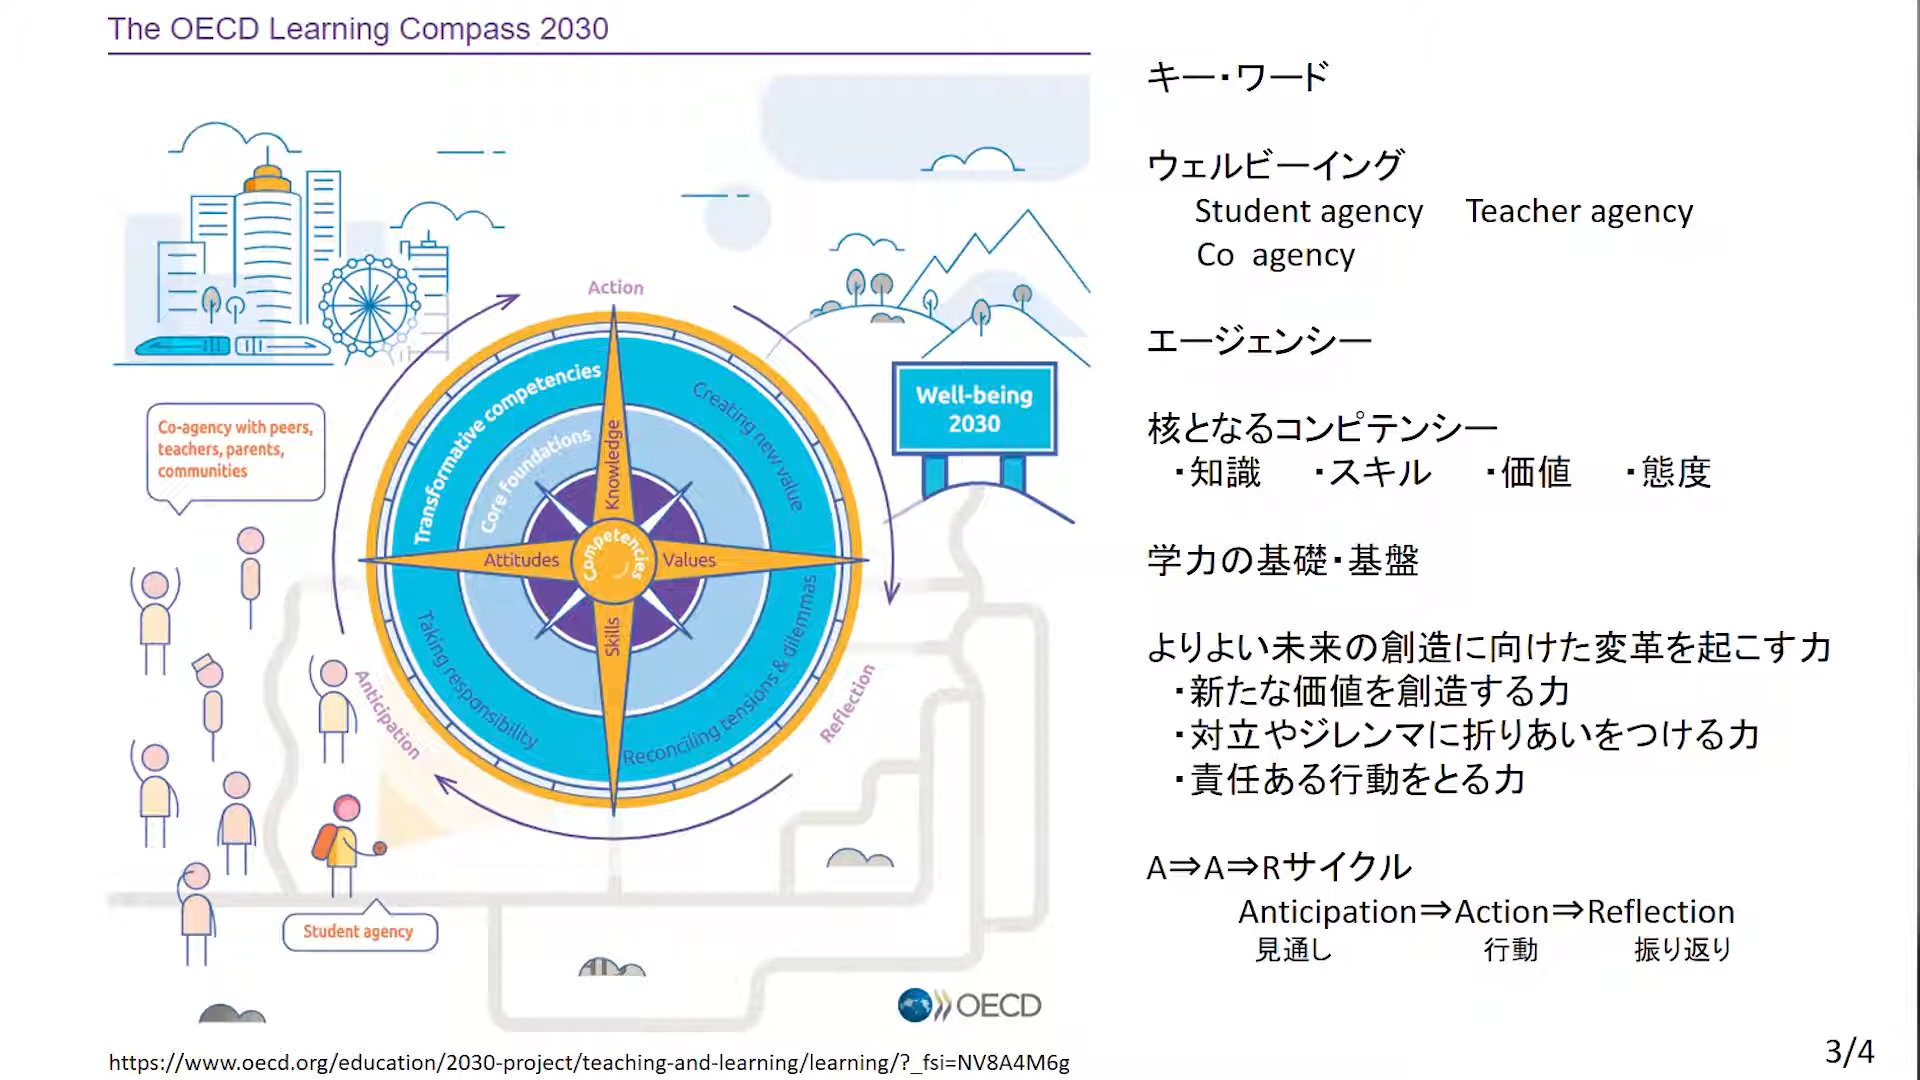 The OECD Learning Compass 2030
Action
Co-agency with peers,
teachers, parents,
communities
Well-being
2030
Transformative competencies
Creating new value
Core foundations
Knowledge
Attitudes
Competencies
Values
Skills
Taking responsibility
Reconciling tensions & dilemmas
Anticipation
Reflection
Student agency
OECD
https://www.oecd.org/education/2030-project/teaching-and-learning/learning/?_fsi=NV8A4M6g
キー・ワード
ウェルビーイング
Student agency Teacher agency
Co agency
エージェンシー
核となるコンピテンシー
・知識 ・スキル ・価値 ・態度
学力の基礎・基盤
よりよい未来の創造に向けた変革を起こす力
・新たな価値を創造する力
・対立やジレンマに折りあいをつける力
・責任ある行動をとる力
A⇒A⇒Rサイクル
Anticipation⇒Action⇒Reflection
見通し 行動 振り返り
3/4